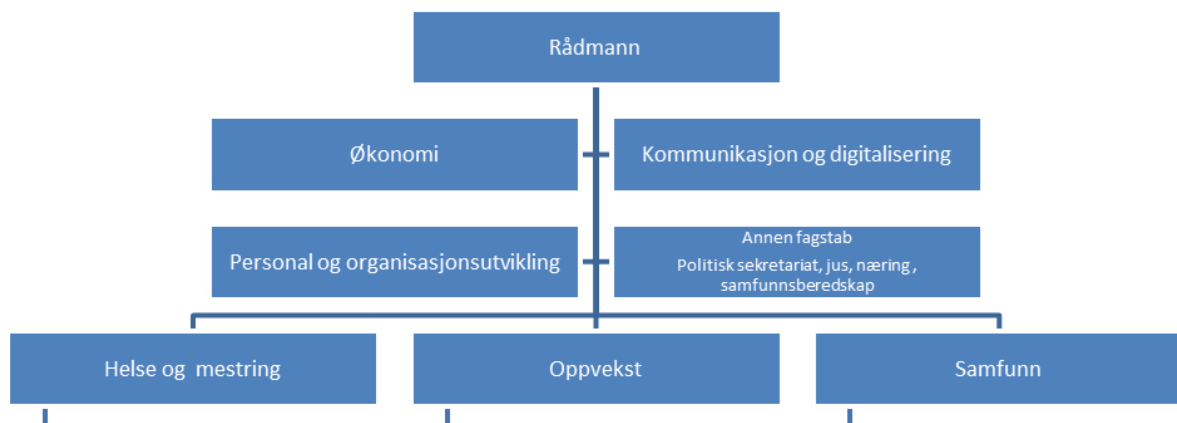 Rådmann
Økonomi
Kommunikasjon og digitalisering
Personal og organisasjonsutvikling
Annen fagstab
Politisk sekretariat, jus, næring ,
samfunnsberedskap
Helse og  mestring
Oppvekst
Samfunn